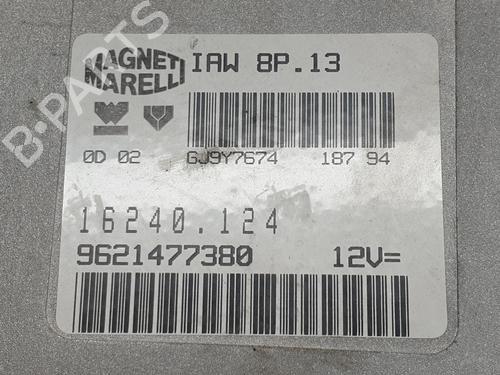 MAGNETI MARELLI IAW 8P.13
0D 02 GJ9Y7674 187 94
16240.124
9621477380 12V=
B-PARTS